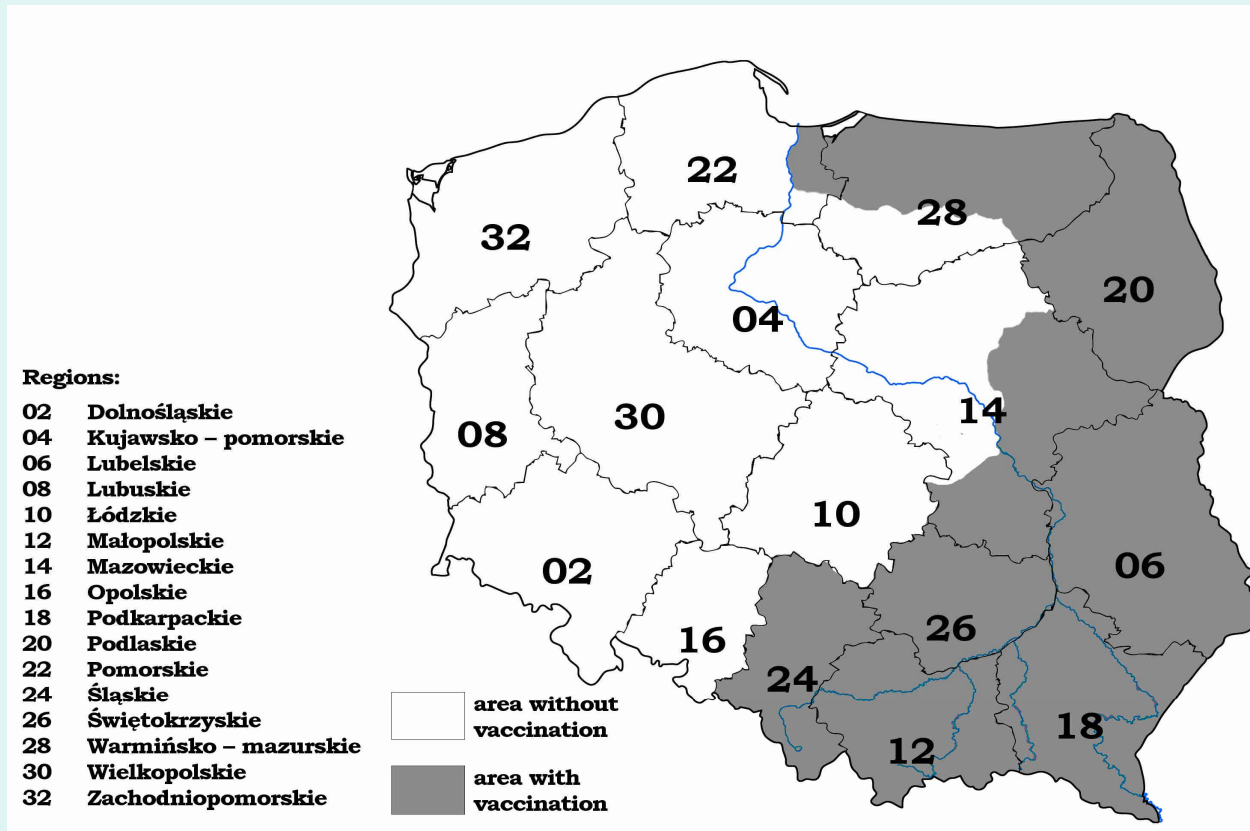 22
28
32
20
04
14
30
08
10
02
06
26
16
24
18
12
Regions:
02 Dolnośląskie
04 Kujawsko – pomorskie
06 Lubelskie
08 Lubuskie
10 Łódzkie
12 Małopolskie
14 Mazowieckie
16 Opolskie
18 Podkarpackie
20 Podlaskie
22 Pomorskie
24 Śląskie
26 Świętokrzyskie
28 Warmińsko – mazurskie
30 Wielkopolskie
32 Zachodniopomorskie
area without
vaccination
area with
vaccination